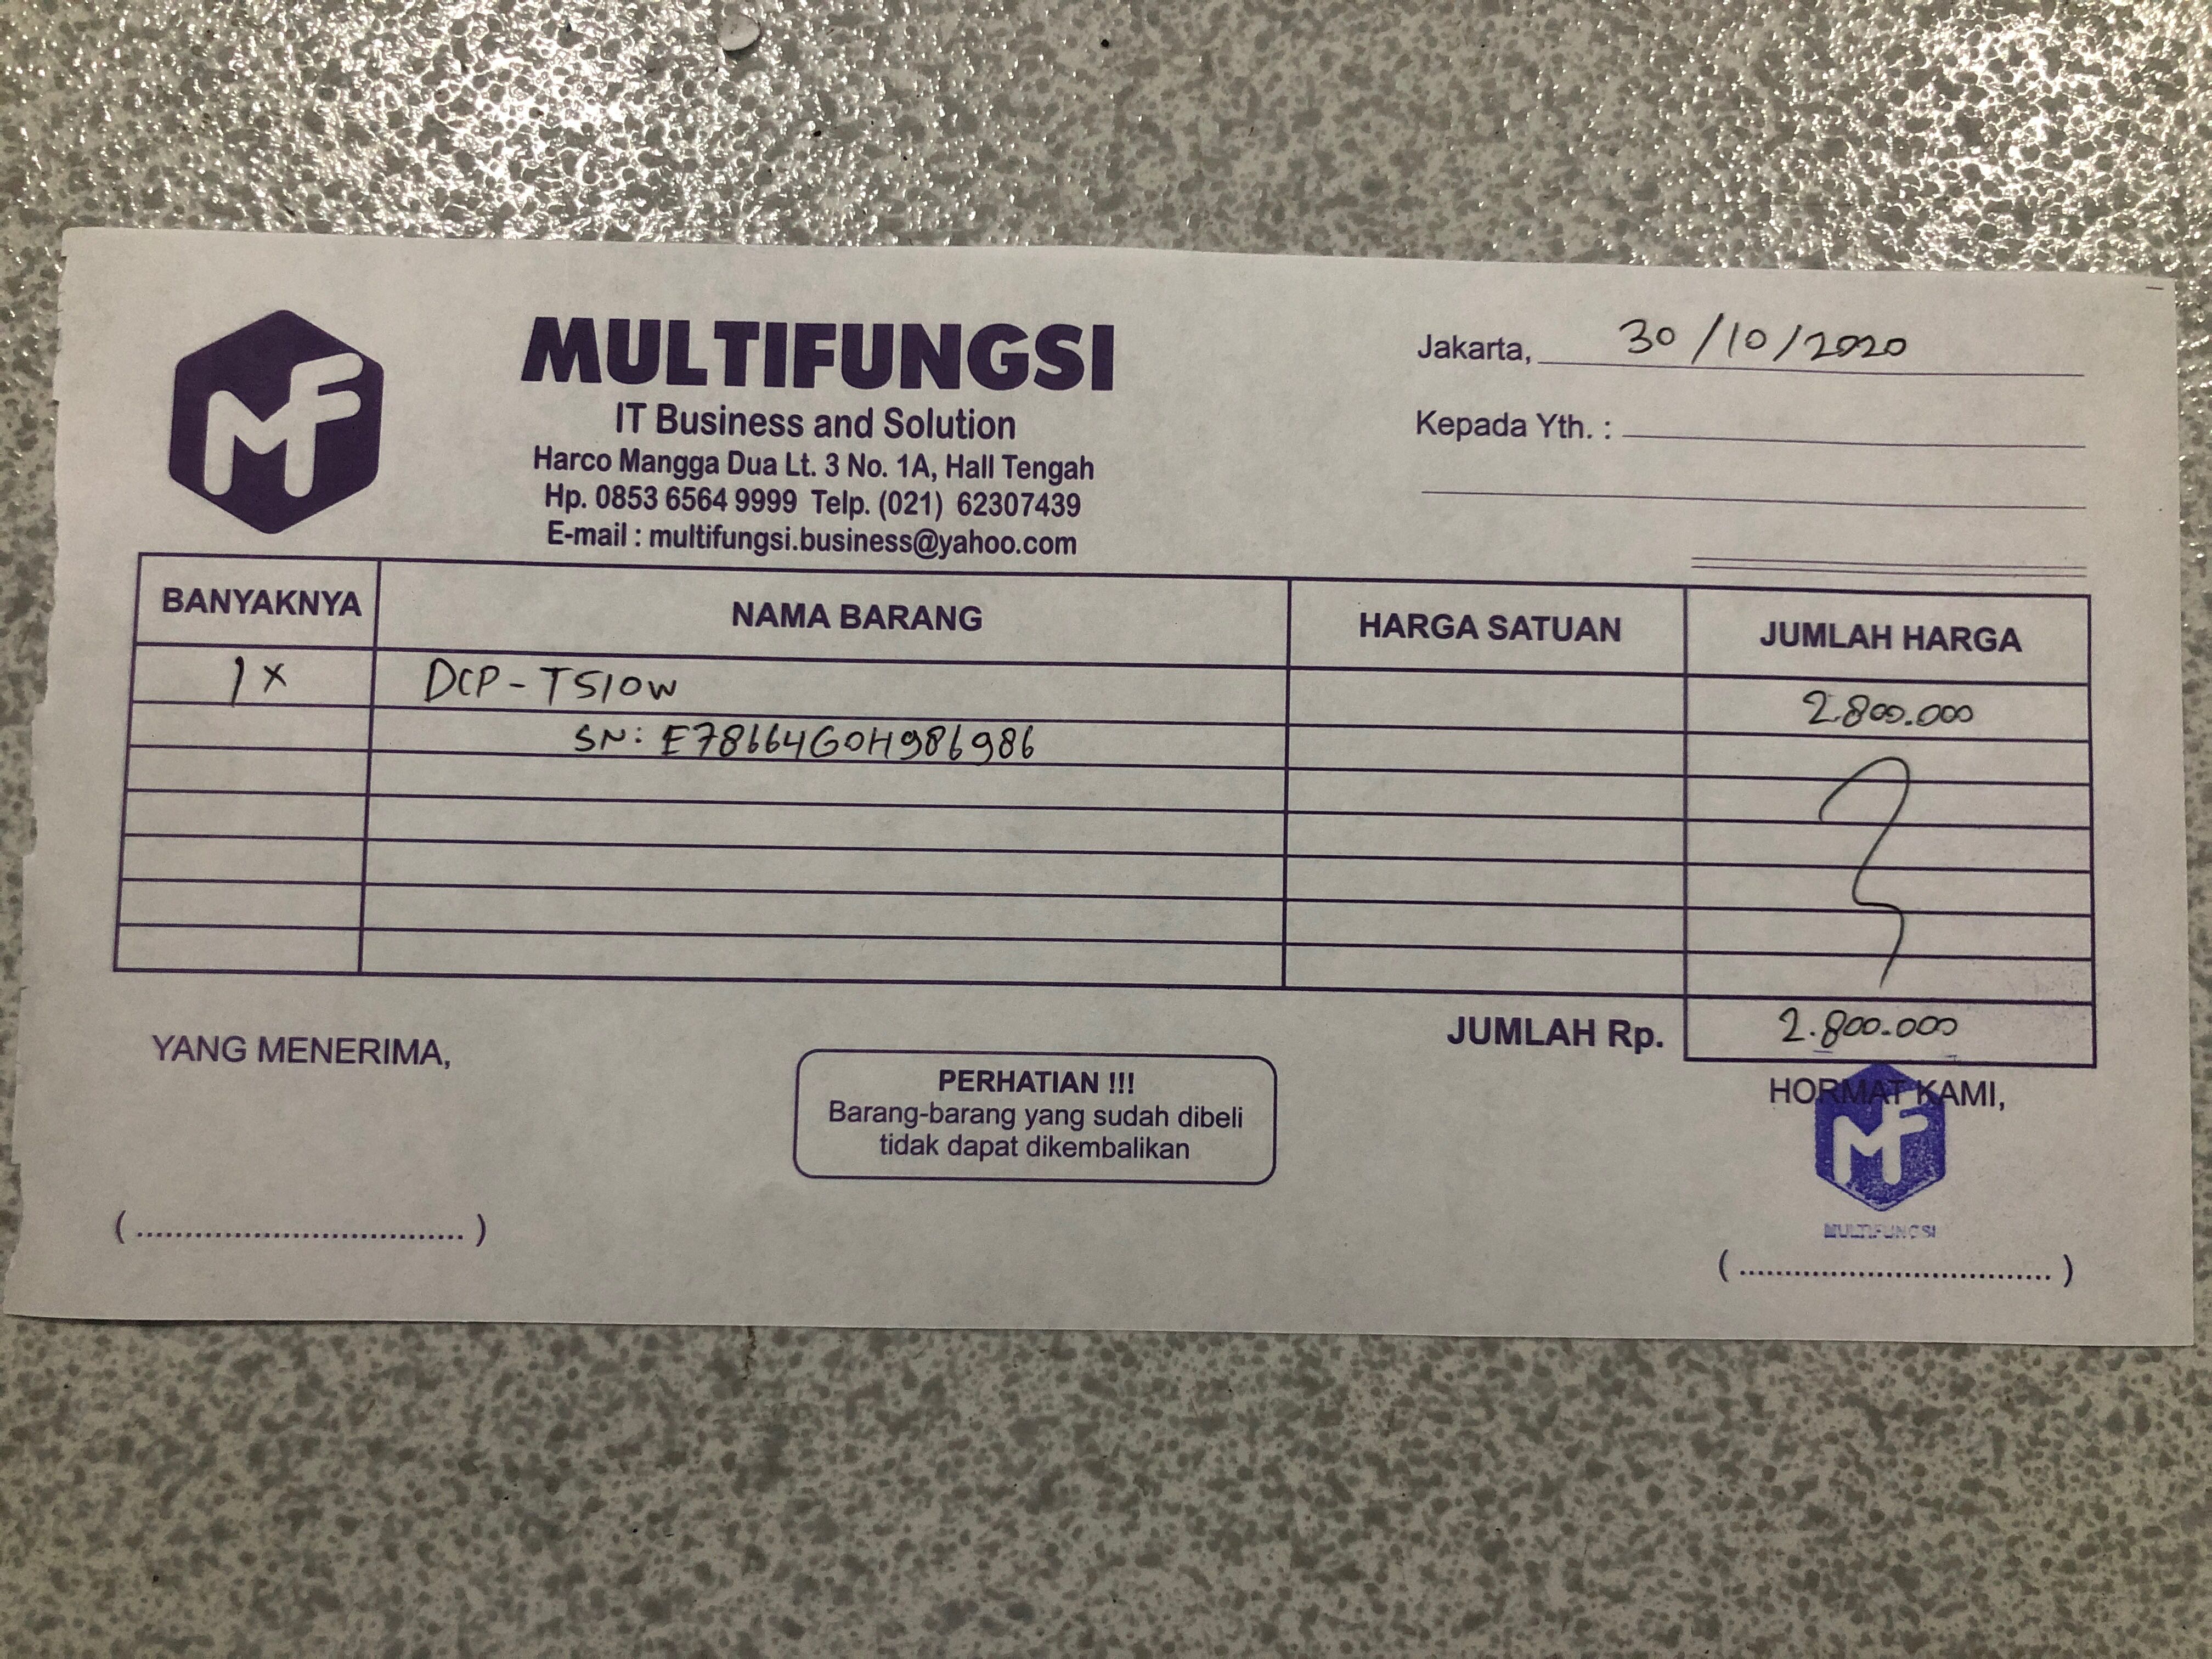 MF
MULTIFUNGSI
IT Business and Solution
Harco Mangga Dua Lt. 3 No. 1A, Hall Tengah
Hp. 0853 6564 9999 Telp. (021) 62307439
E-mail : multifungsi.business@yahoo.com
Jakarta, 30/10/2020
Kepada Yth. :
BANYAKNYA NAMA BARANG HARGA SATUAN JUMLAH HARGA
1x DCP-T510W 2.800.000
SN: E78664G0H986986
JUMLAH Rp. 2.800.000
YANG MENERIMA,
PERHATIAN !!!
Barang-barang yang sudah dibeli
tidak dapat dikembalikan
HORMAT KAMI,
MF
MULTIFUNGSI
(....................................)
(....................................)